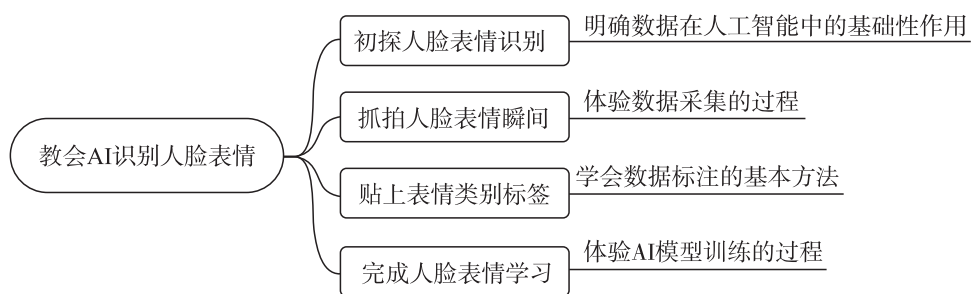 教会AI识别人脸表情
初探人脸表情识别
明确数据在人工智能中的基础性作用
抓拍人脸表情瞬间
体验数据采集的过程
贴上表情类别标签
学会数据标注的基本方法
完成人脸表情学习
体验AI模型训练的过程